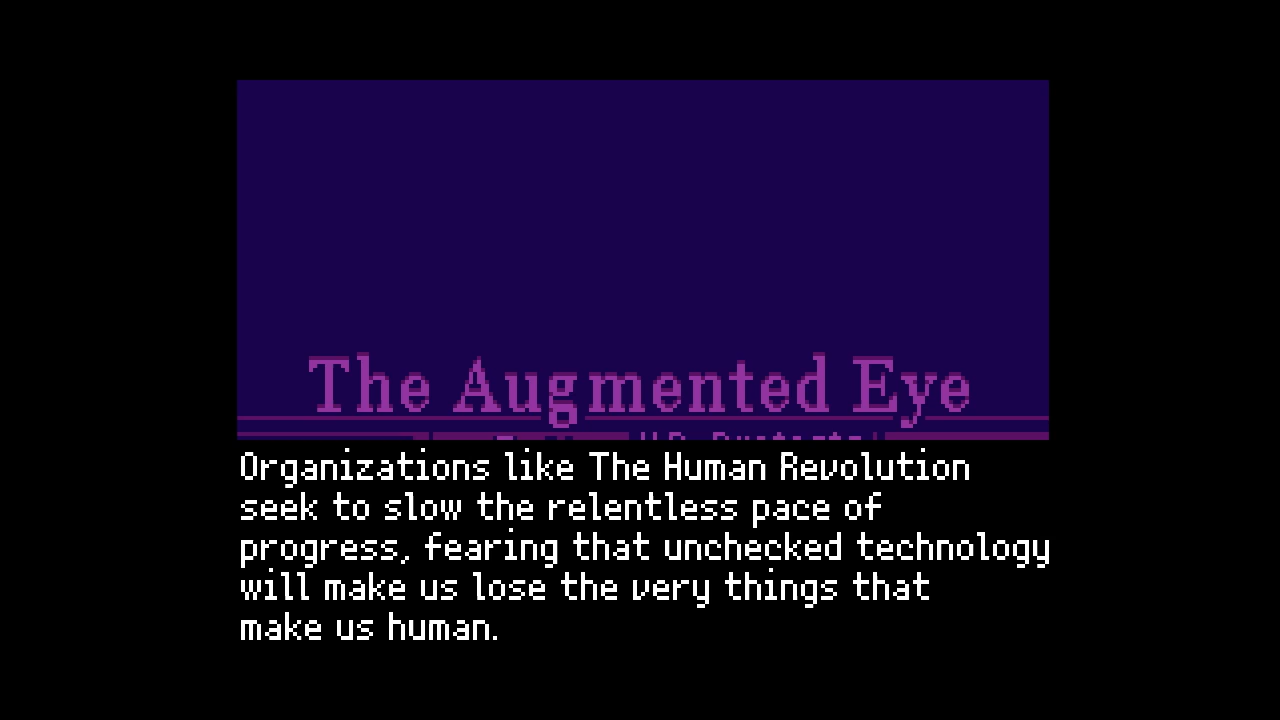 The Augmented Eye
Organizations like The Human Revolution
seek to slow the relentless pace of
progress, fearing that unchecked technology
will make us lose the very things that
make us human.